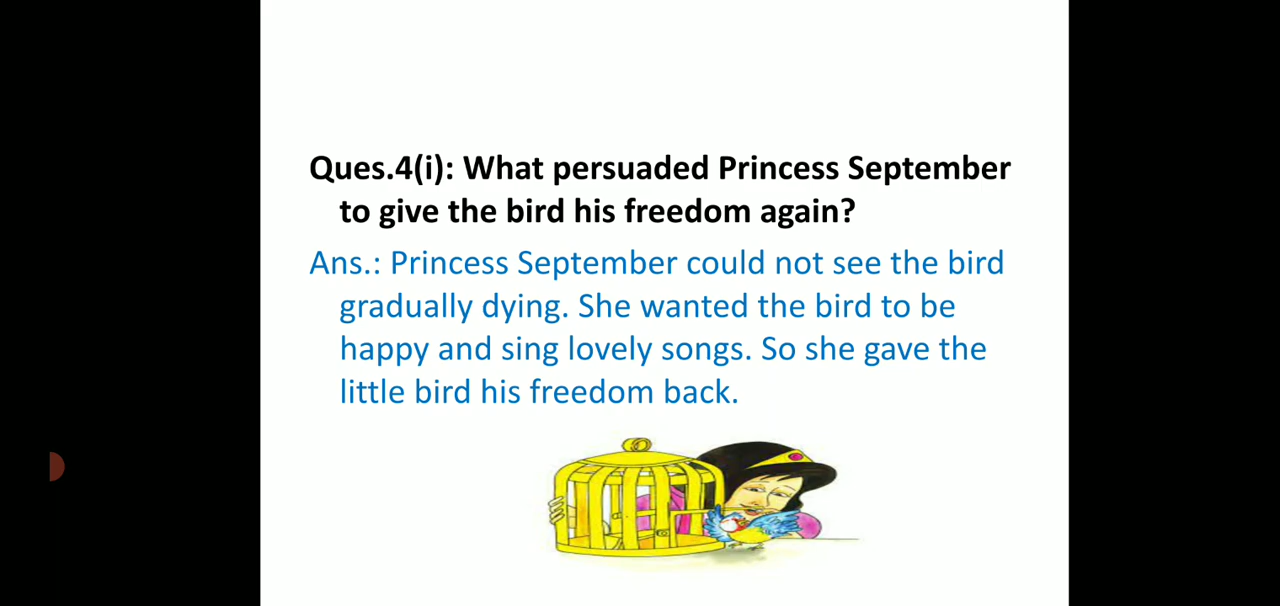 Ques.4(i): What persuaded Princess September
to give the bird his freedom again?
Ans.: Princess September could not see the bird
gradually dying. She wanted the bird to be
happy and sing lovely songs. So she gave the
little bird his freedom back.